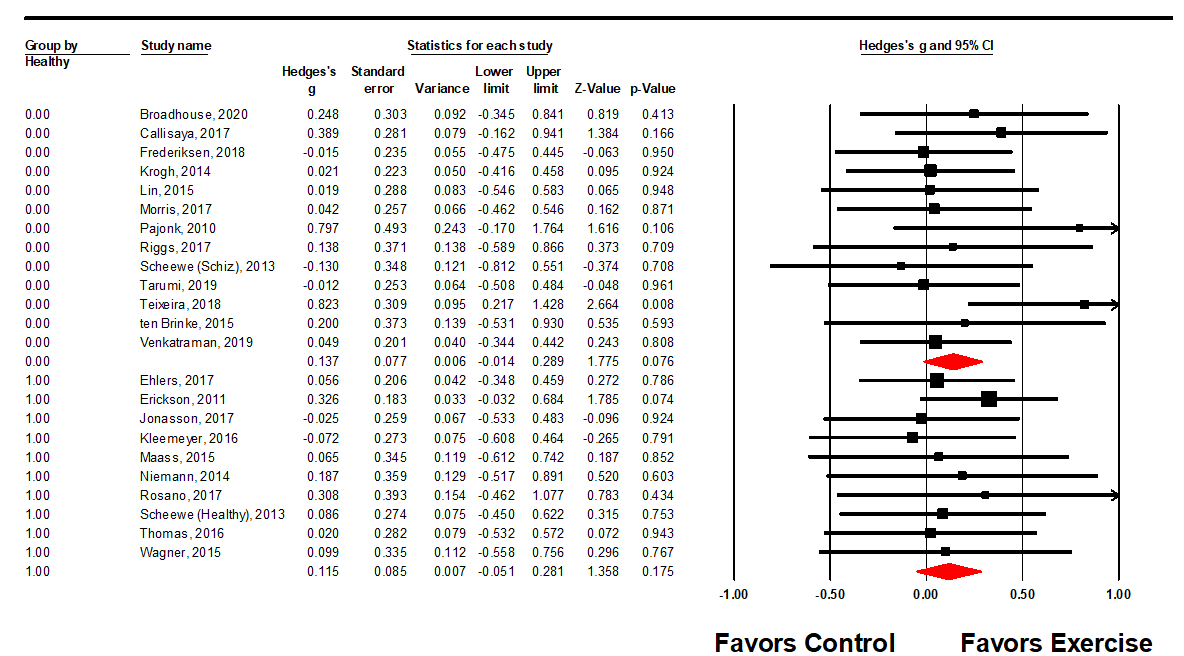 Group by Study name Statistics for each study Hedges's g and 95% CI
Healthy
Hedges's Standard Lower Upper
g error Variance limit limit Z-Value p-Value
0.00 Broadhouse, 2020 0.248 0.303 0.092 -0.345 0.841 0.819 0.413
0.00 Callisaya, 2017 0.389 0.281 0.079 -0.162 0.941 1.384 0.166
0.00 Frederiksen, 2018 -0.015 0.235 0.055 -0.475 0.445 -0.063 0.950
0.00 Krogh, 2014 0.021 0.223 0.050 -0.416 0.458 0.095 0.924
0.00 Lin, 2015 0.019 0.288 0.083 -0.546 0.583 0.065 0.948
0.00 Morris, 2017 0.042 0.257 0.066 -0.462 0.546 0.162 0.871
0.00 Pajonk, 2010 0.797 0.493 0.243 -0.170 1.764 1.616 0.106
0.00 Riggs, 2017 0.138 0.371 0.138 -0.589 0.866 0.373 0.709
0.00 Scheewe (Schiz.), 2013 -0.130 0.348 0.121 -0.812 0.551 -0.374 0.708
0.00 Tarumi, 2019 -0.012 0.253 0.064 -0.508 0.484 -0.048 0.961
0.00 Teixeira, 2018 0.823 0.309 0.095 0.217 1.428 2.664 0.008
0.00 ten Brinke, 2015 0.200 0.373 0.139 -0.531 0.930 0.535 0.593
0.00 Venkatraman, 2019 0.049 0.201 0.040 -0.344 0.442 0.243 0.808
0.00 0.137 0.077 0.006 -0.014 0.289 1.775 0.076
1.00 Ehlers, 2017 0.056 0.206 0.042 -0.348 0.459 0.272 0.786
1.00 Erickson, 2011 0.326 0.183 0.033 -0.032 0.684 1.785 0.074
1.00 Jonasson, 2017 -0.025 0.259 0.067 -0.533 0.483 -0.096 0.924
1.00 Kleemeyer, 2016 -0.072 0.273 0.075 -0.608 0.464 -0.265 0.791
1.00 Maass, 2015 0.065 0.345 0.119 -0.612 0.742 0.187 0.852
1.00 Niemann, 2014 0.187 0.359 0.129 -0.517 0.891 0.520 0.603
1.00 Rosano, 2017 0.308 0.393 0.154 -0.462 1.077 0.783 0.434
1.00 Scheewe (Healthy), 2013 0.086 0.274 0.075 -0.450 0.622 0.315 0.753
1.00 Thomas, 2016 0.020 0.282 0.079 -0.532 0.572 0.072 0.943
1.00 Wagner, 2015 0.099 0.335 0.112 -0.558 0.756 0.296 0.767
1.00 0.115 0.085 0.007 -0.051 0.281 1.358 0.175
-1.00 -0.50 0.00 0.50 1.00
Favors Control Favors Exercise